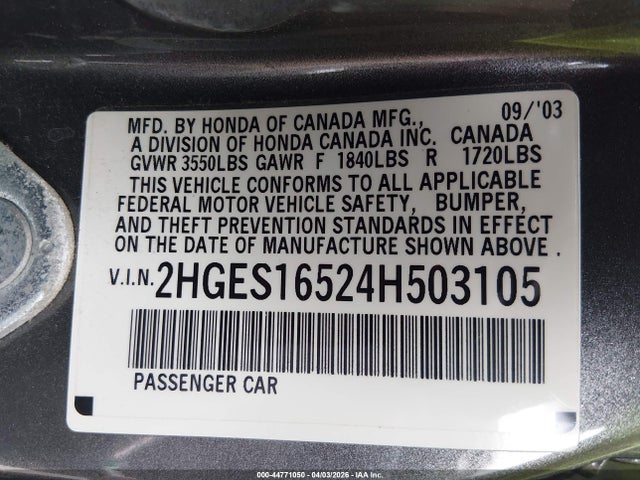 09/'03
MFD. BY HONDA OF CANADA MFG.,
A DIVISION OF HONDA CANADA INC. CANADA
GVWR 3550LBS GAWR F 1840LBS R 1720LBS
THIS VEHICLE CONFORMS TO ALL APPLICABLE
FEDERAL MOTOR VEHICLE SAFETY, BUMPER,
AND THEFT PREVENTION STANDARDS IN EFFECT
ON THE DATE OF MANUFACTURE SHOWN ABOVE.
V.I.N. 2HGES16524H503105
PASSENGER CAR
000-44771050 - 04/03/2026 - IAA Inc.